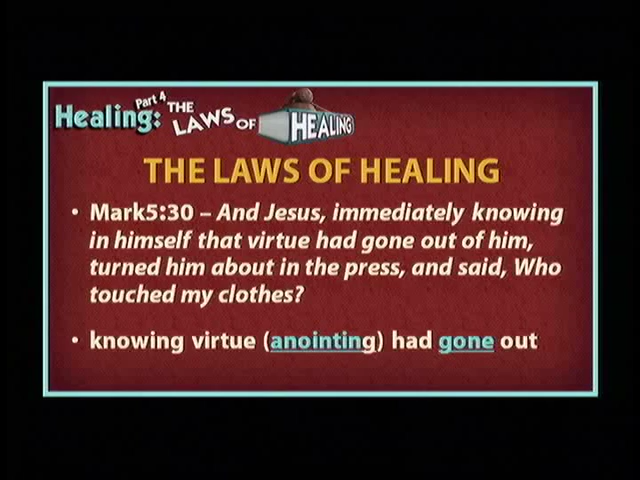 Healing: Part 4 THE LAWS OF HEALING
THE LAWS OF HEALING
• Mark5:30 – And Jesus, immediately knowing
in himself that virtue had gone out of him,
turned him about in the press, and said, Who
touched my clothes?
• knowing virtue (anointing) had gone out